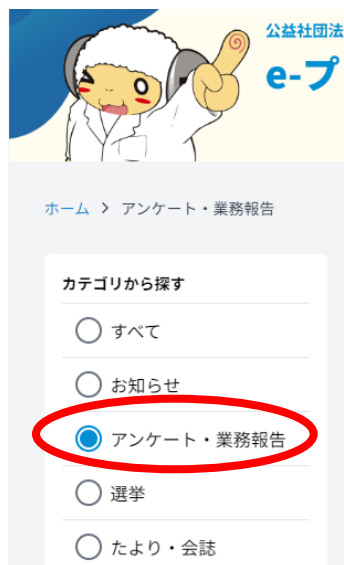 公益社団法
e-プ
ホーム > アンケート・業務報告
カテゴリから探す
すべて
お知らせ
アンケート・業務報告
選挙
たより・会誌